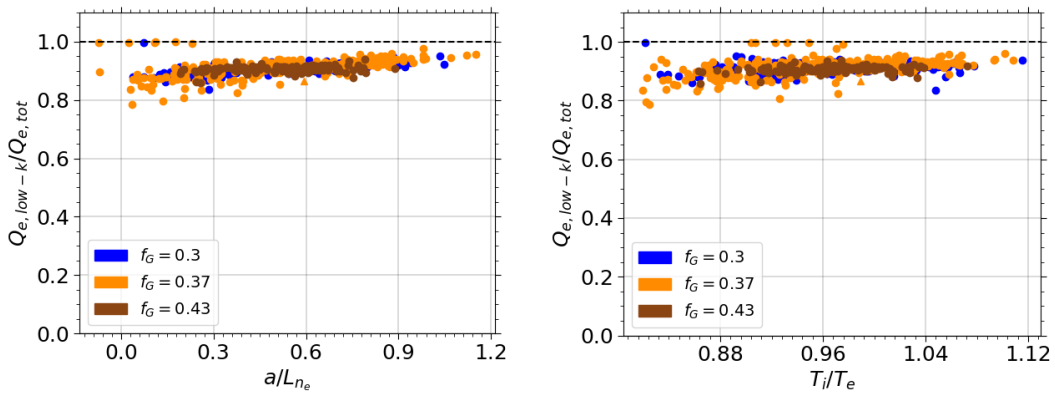 Q_{e,low−k}/Q_{e,tot}
1.0
0.8
0.6
0.4
0.2
0.0
f_G = 0.3
f_G = 0.37
f_G = 0.43
0.0 0.3 0.6 0.9 1.2
a/L_{n_e}
Q_{e,low−k}/Q_{e,tot}
1.0
0.8
0.6
0.4
0.2
0.0
f_G = 0.3
f_G = 0.37
f_G = 0.43
0.88 0.96 1.04 1.12
T_i/T_e